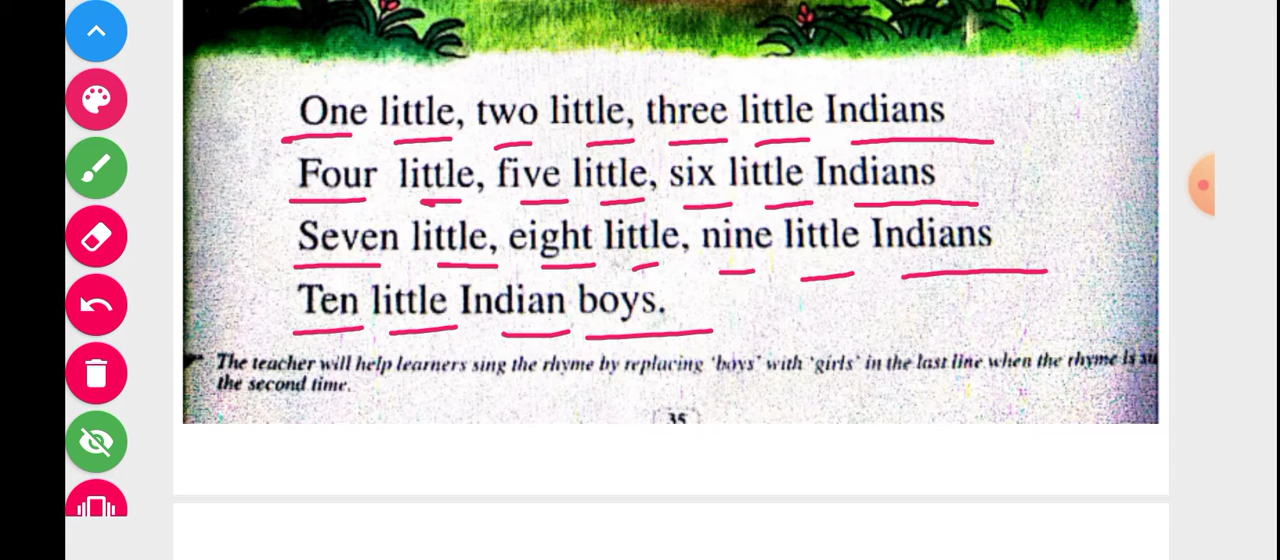 One little, two little, three little Indians
Four little, five little, six little Indians
Seven little, eight little, nine little Indians
Ten little Indian boys.
The teacher will help learners sing the rhyme by replacing 'boys' with 'girls' in the last line when the rhyme is
the second time.
35